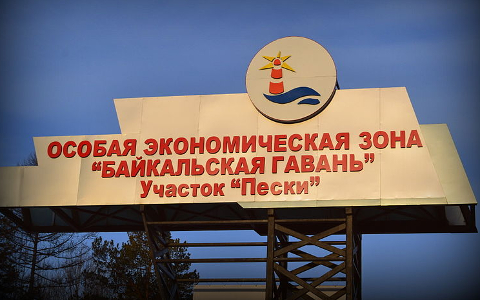 ОСОБАЯ ЭКОНОМИЧЕСКАЯ ЗОНА
“БАЙКАЛЬСКАЯ ГАВАНЬ”
Участок “Пески”